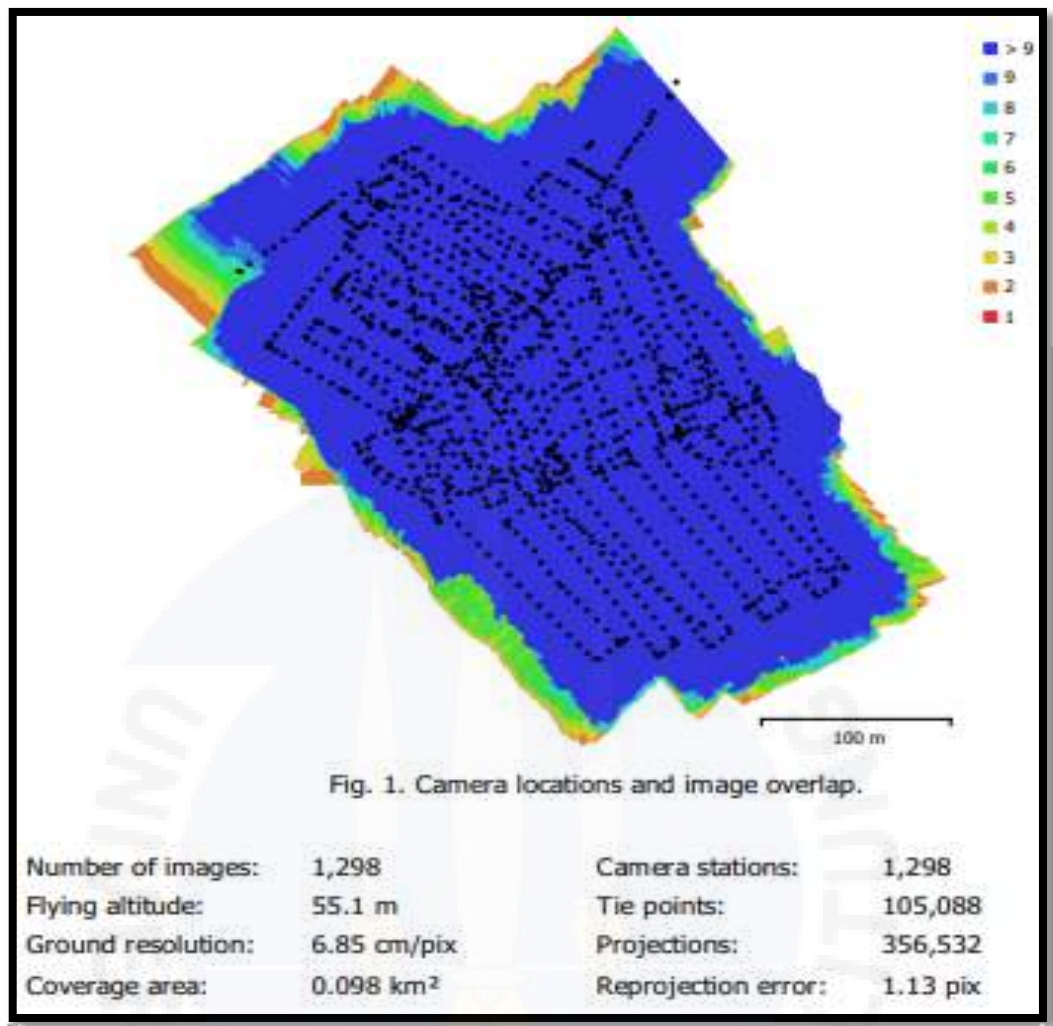 > 9
9
8
7
6
5
4
3
2
1
100 m
Fig. 1. Camera locations and image overlap.
Number of images: 1,298 Camera stations: 1,298
Flying altitude: 55.1 m Tie points: 105,088
Ground resolution: 6.85 cm/pix Projections: 356,532
Coverage area: 0.098 km² Reprojection error: 1.13 pix